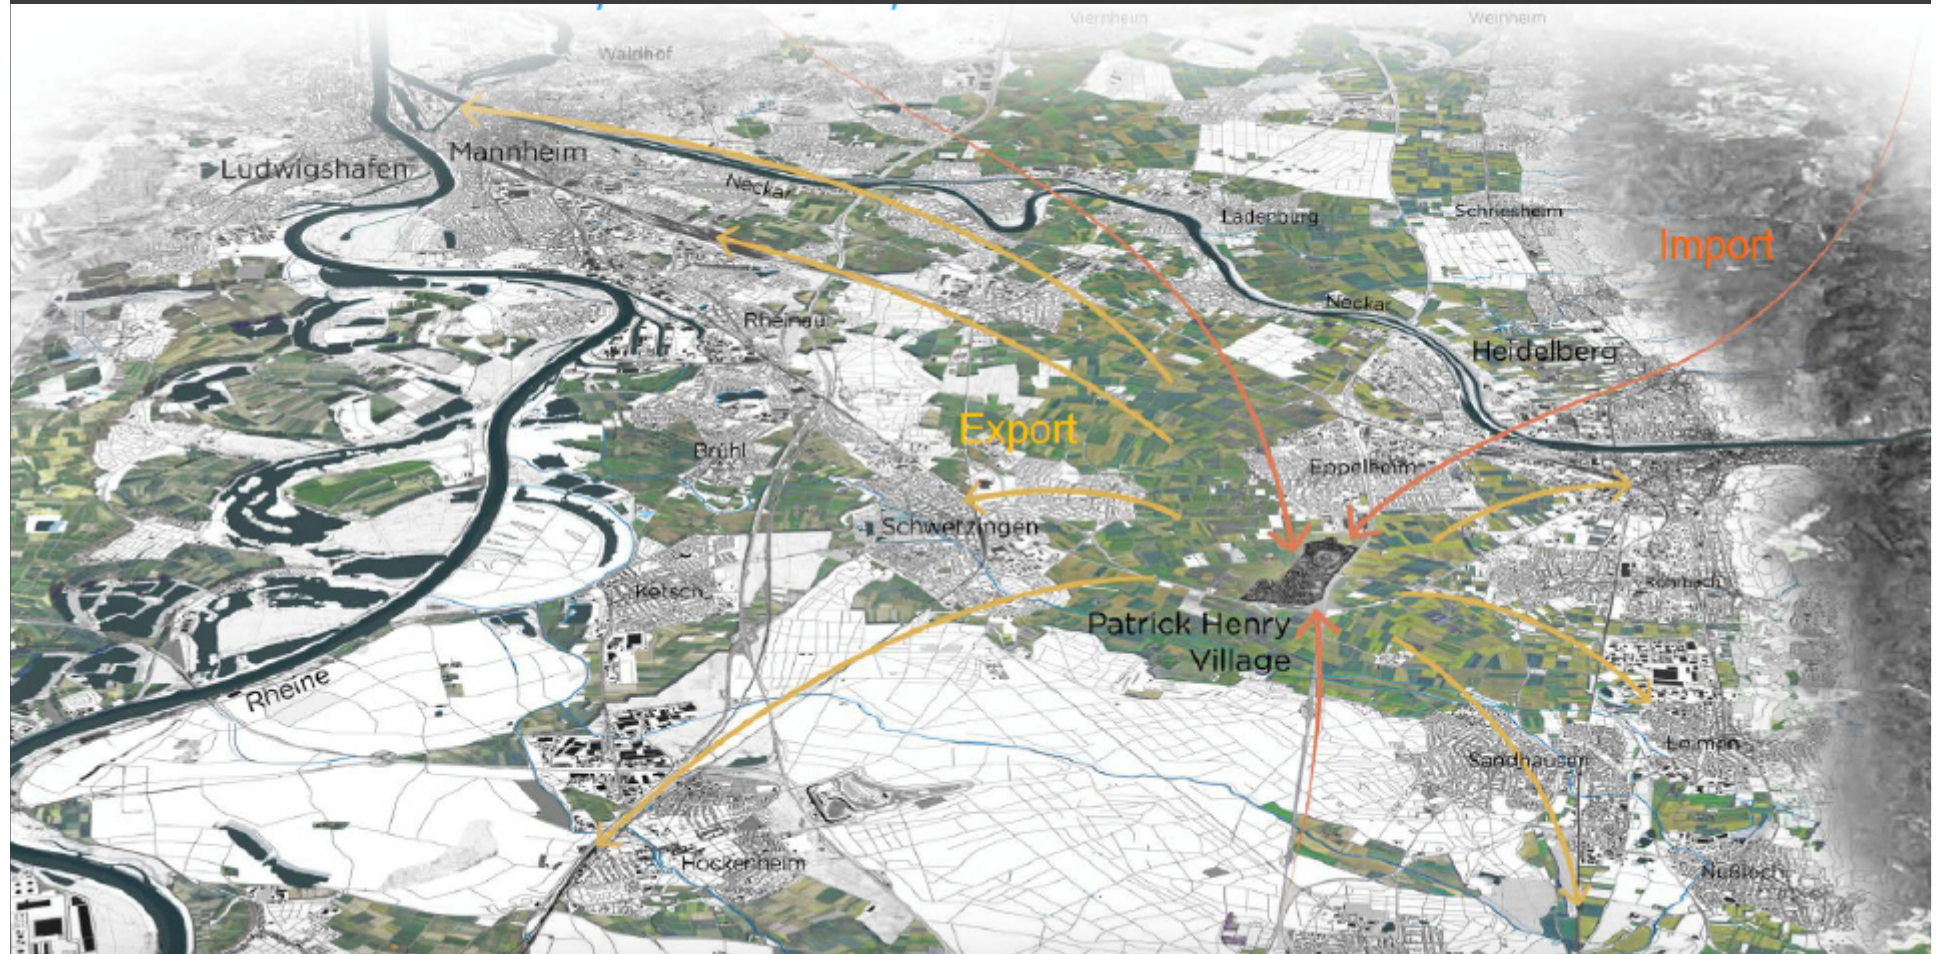 Viernheim
Weinheim
Waldhof
Ludwigshafen
Mannheim
Neckar
Ladenburg
Schriesheim
Import
Neckar
Rheinau
Heidelberg
Export
Brühl
Eppelheim
Schwetzingen
Ketsch
Rohrbach
Patrick Henry
Village
Rheine
Leimen
Sandhausen
Hockenheim
Nußloch